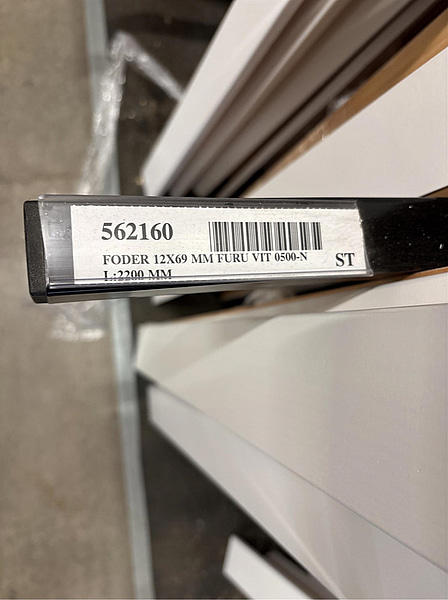 562160
FODER 12X69 MM FURU VIT 0500-N
L:2200 MM
ST